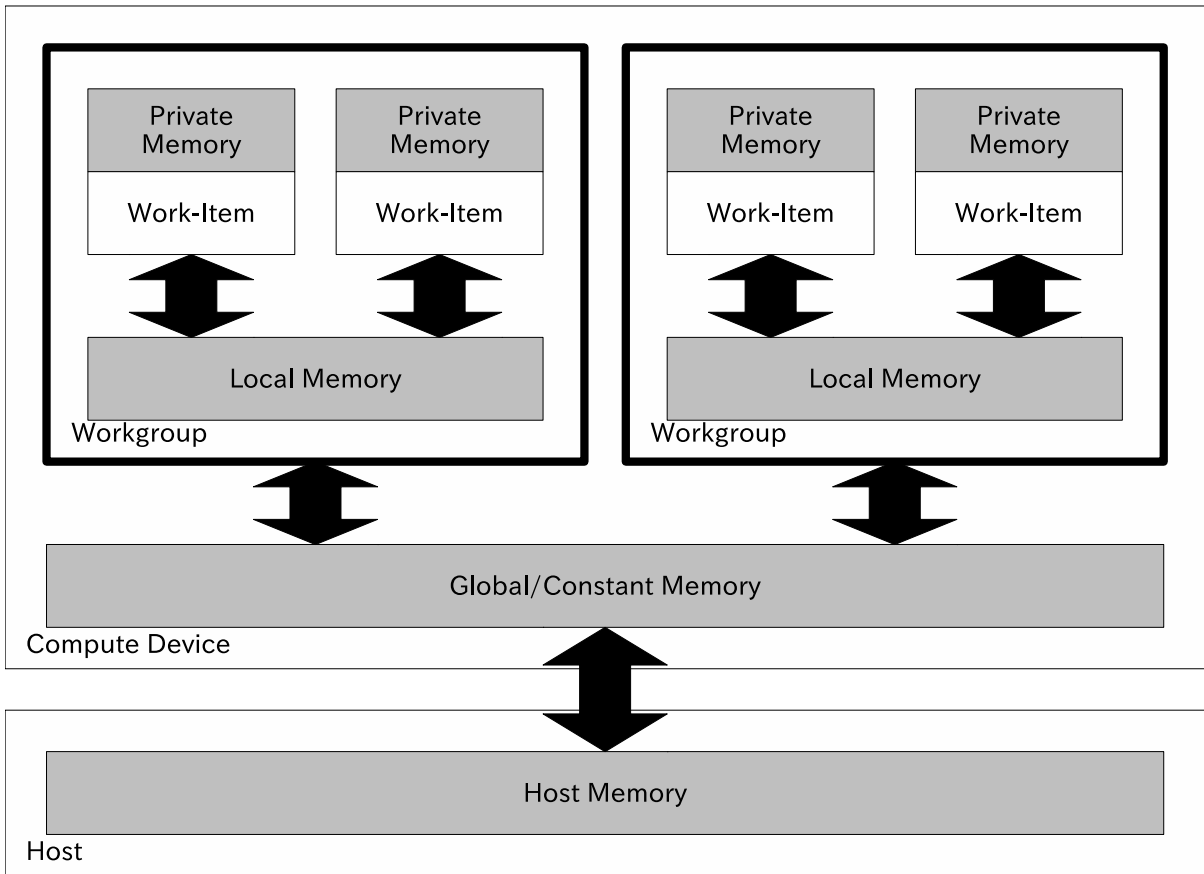 Private
Memory
Work-Item
Private
Memory
Work-Item
Local Memory
Workgroup
Private
Memory
Work-Item
Private
Memory
Work-Item
Local Memory
Workgroup
Global/Constant Memory
Compute Device
Host Memory
Host